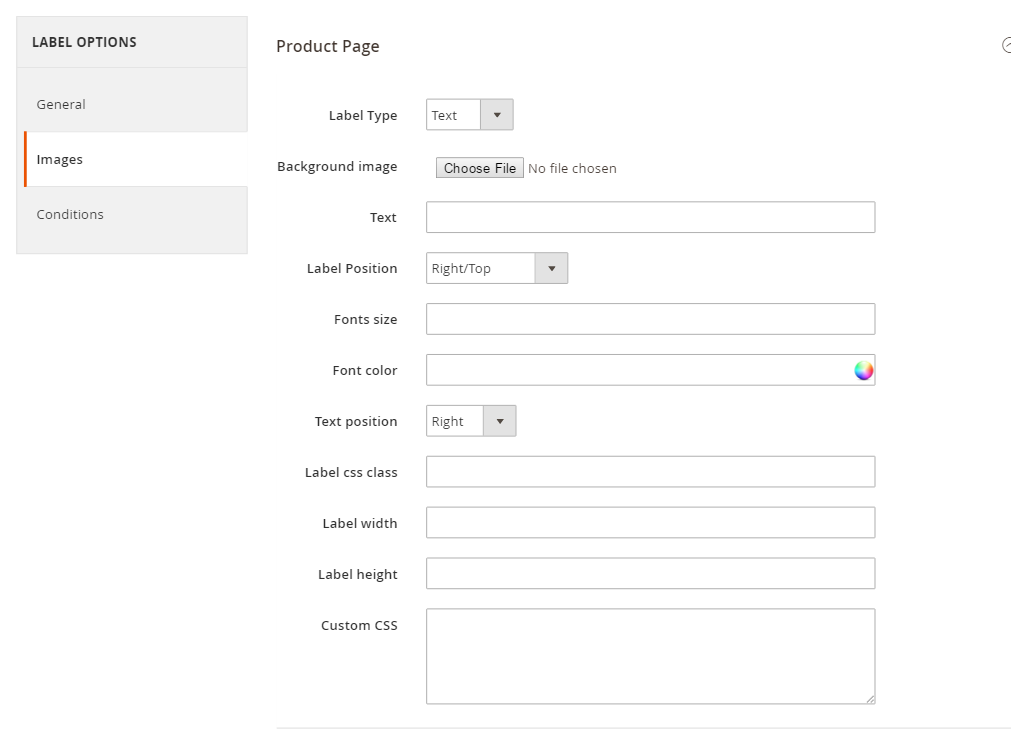 LABEL OPTIONS
General
Images
Conditions
Product Page
Label Type Text
Background image Choose File No file chosen
Text
Label Position Right/Top
Fonts size
Font color
Text position Right
Label css class
Label width
Label height
Custom CSS